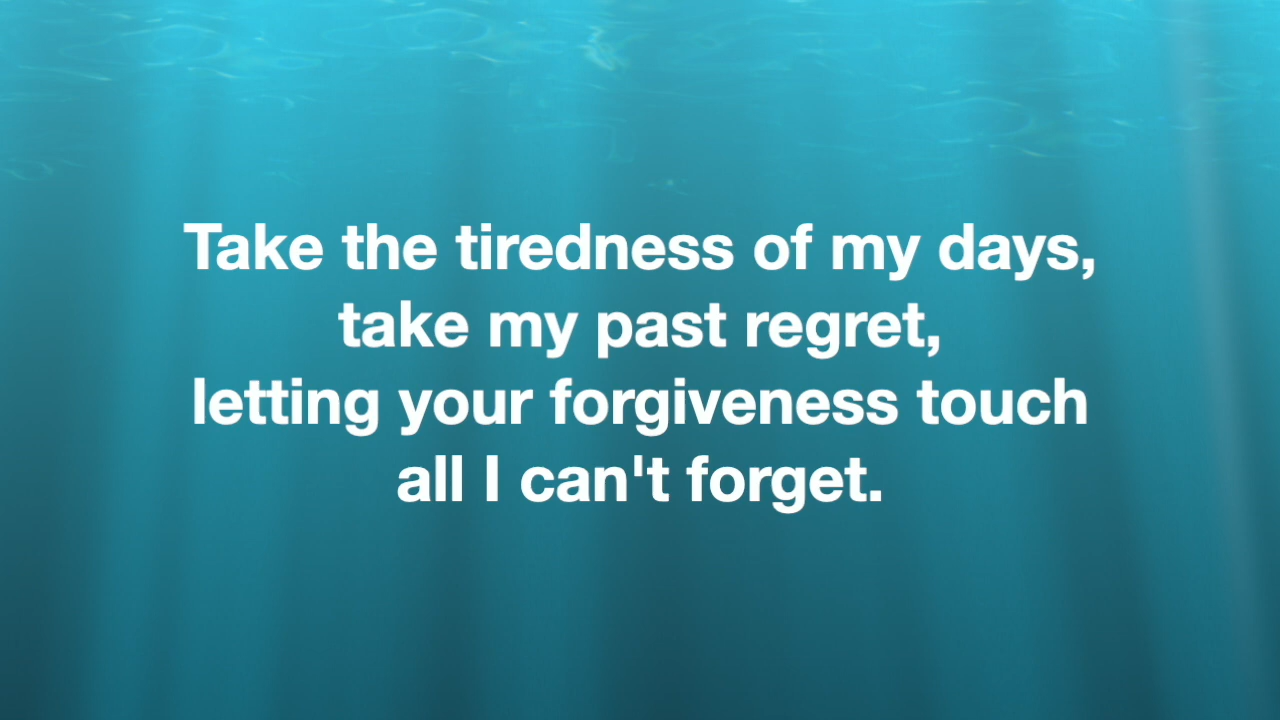 Take the tiredness of my days,
take my past regret,
letting your forgiveness touch
all I can't forget.